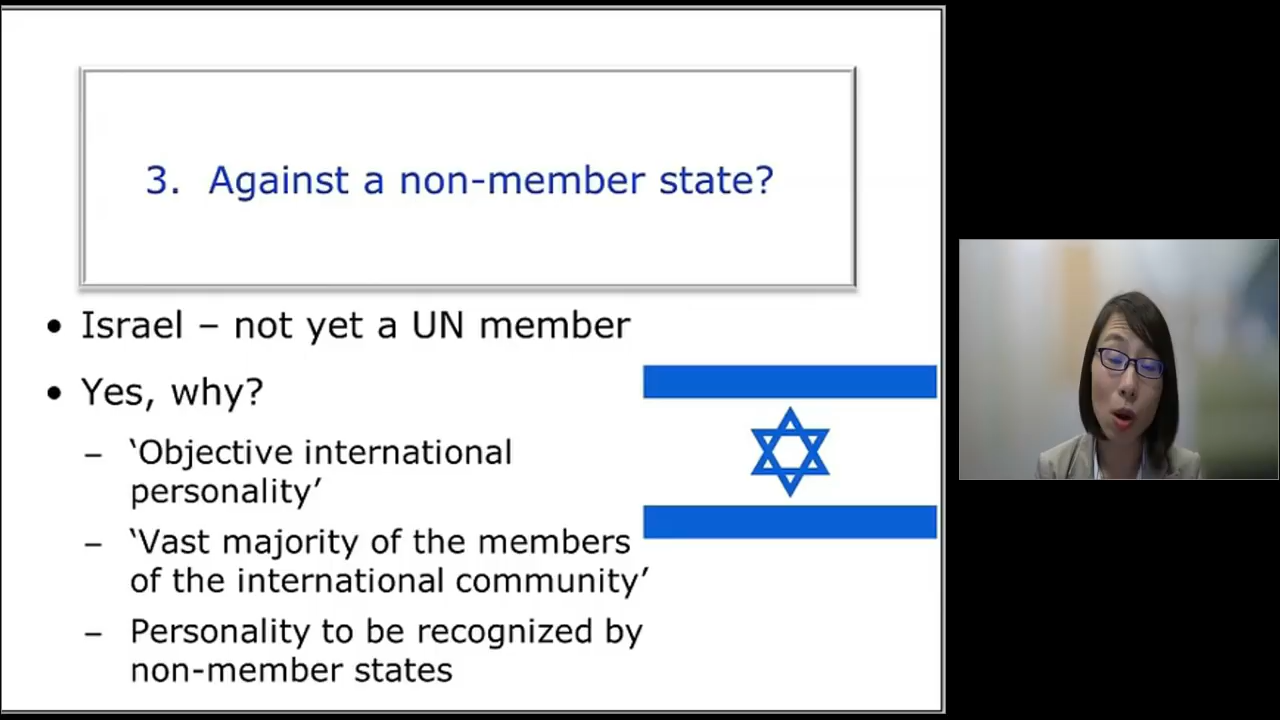 3. Against a non-member state?
• Israel – not yet a UN member
• Yes, why?
– ‘Objective international
personality’
– ‘Vast majority of the members
of the international community’
– Personality to be recognized by
non-member states